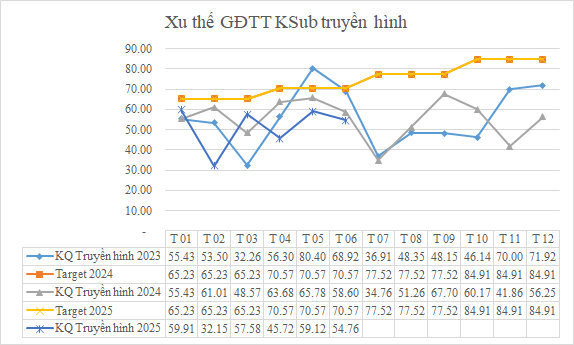 Xu thế GĐTT KSub truyền hình
90.00
80.00
70.00
60.00
50.00
40.00
30.00
20.00
10.00
-
T 01 T 02 T 03 T 04 T 05 T 06 T 07 T 08 T 09 T 10 T 11 T 12
KQ Truyền hình 2023 55.43 53.50 32.26 56.30 80.40 68.92 36.91 48.35 48.15 46.14 70.00 71.92
Target 2024 65.23 65.23 65.23 70.57 70.57 70.57 77.52 77.52 77.52 84.91 84.91 84.91
KQ Truyền hình 2024 55.43 61.01 48.57 63.68 65.78 58.60 34.76 51.26 67.70 60.17 41.86 56.25
Target 2025 65.23 65.23 65.23 70.57 70.57 70.57 77.52 77.52 77.52 84.91 84.91 84.91
KQ Truyền hình 2025 59.91 32.15 57.58 45.72 59.12 54.76